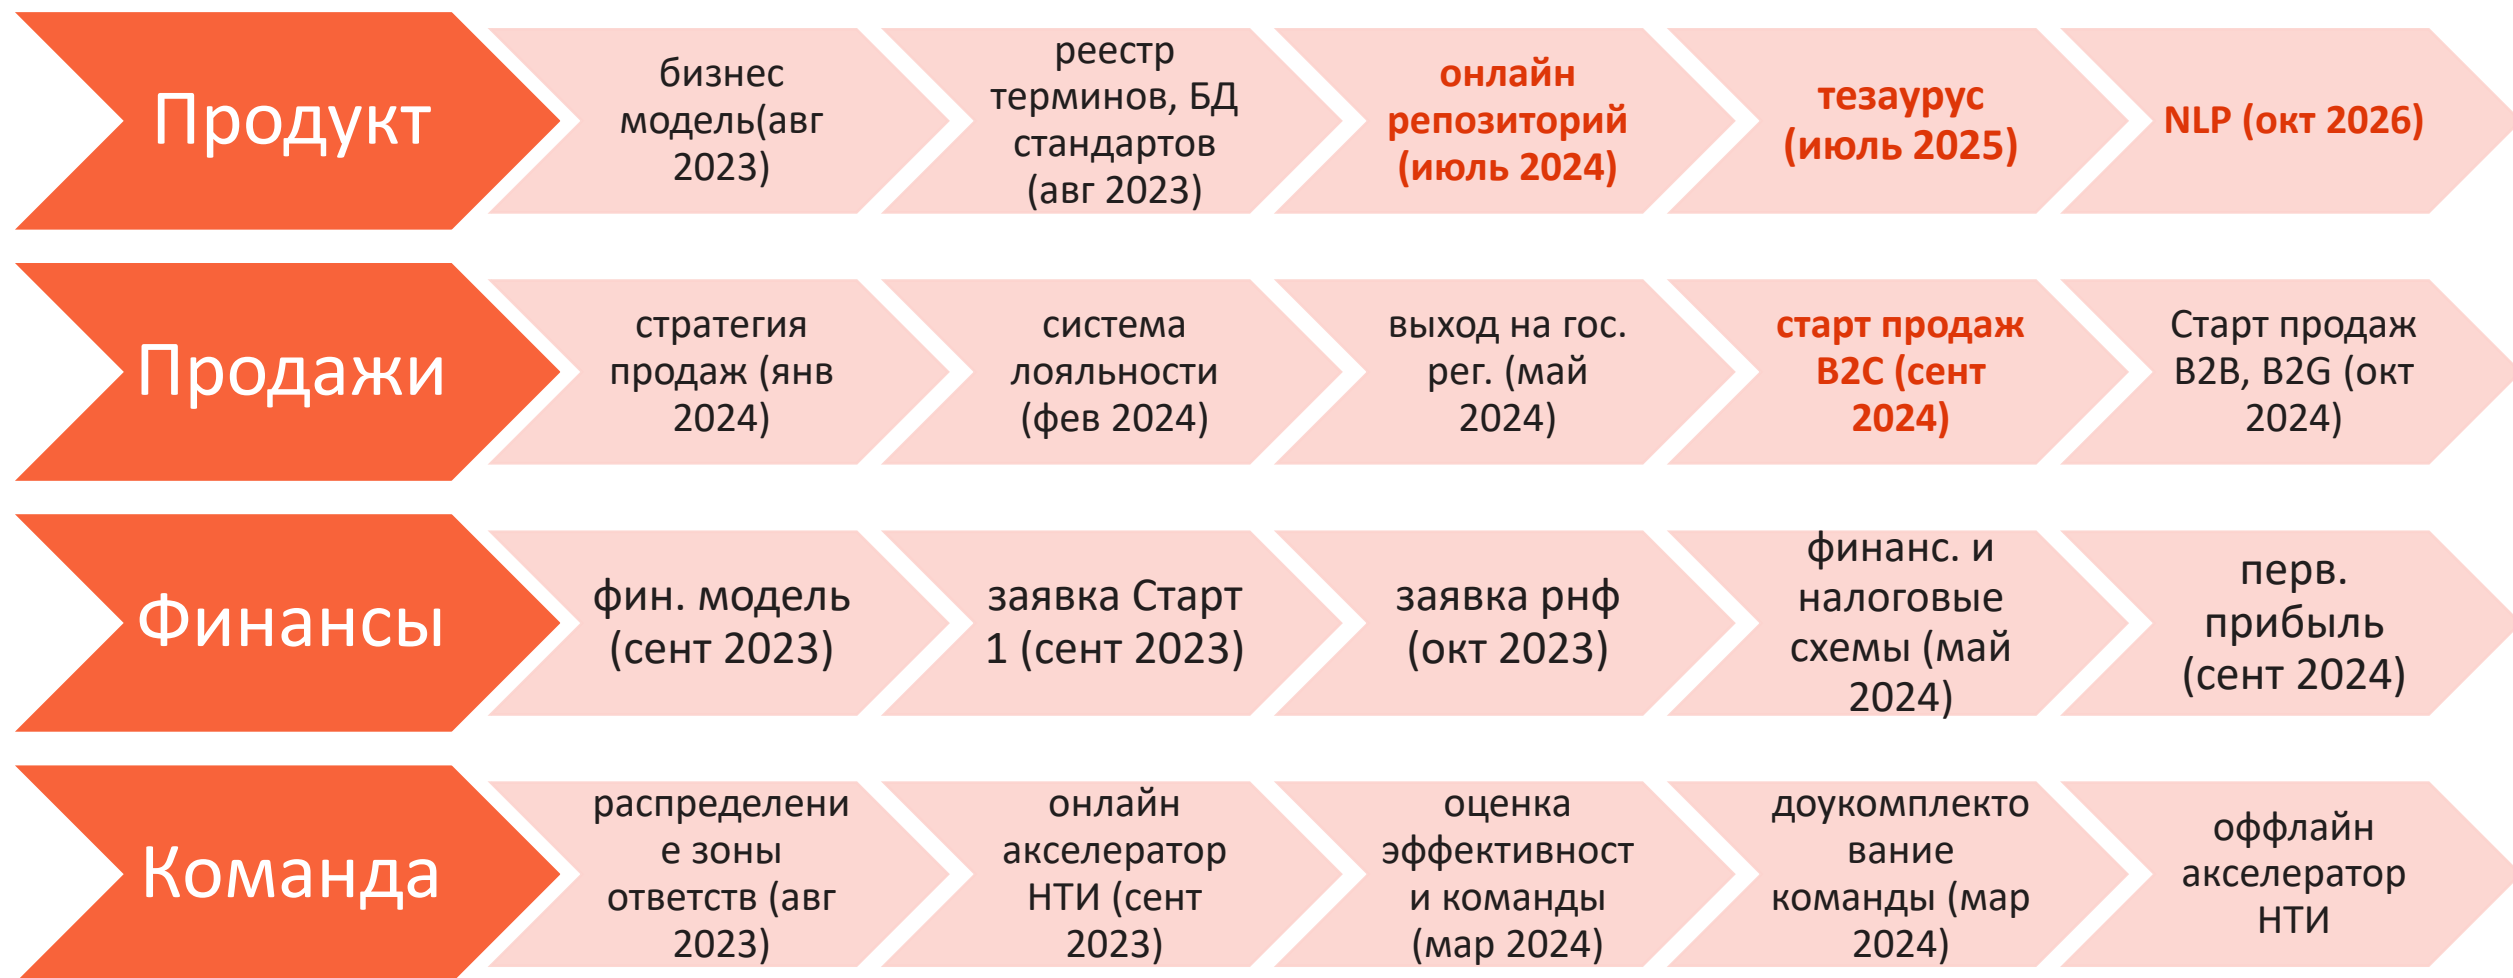 Продукт
бизнес
модель(авг
2023)
реестр
терминов, БД
стандартов
(авг 2023)
онлайн
репозиторий
(июль 2024)
тезаурус
(июль 2025)
NLP (окт 2026)
Продажи
стратегия
продаж (янв
2024)
система
лояльности
(фев 2024)
выход на гос.
рег. (май
2024)
старт продаж
B2C (сент
2024)
Старт продаж
B2B, B2G (окт
2024)
Финансы
фин. модель
(сент 2023)
заявка Старт
1 (сент 2023)
заявка рнф
(окт 2023)
финанс. и
налоговые
схемы (май
2024)
перв.
прибыль
(сент 2024)
Команда
распределени
е зоны
ответств (авг
2023)
онлайн
акселератор
НТИ (сент
2023)
оценка
эффективност
и команды
(мар 2024)
доукомплекто
вание
команды (мар
2024)
оффлайн
акселератор
НТИ